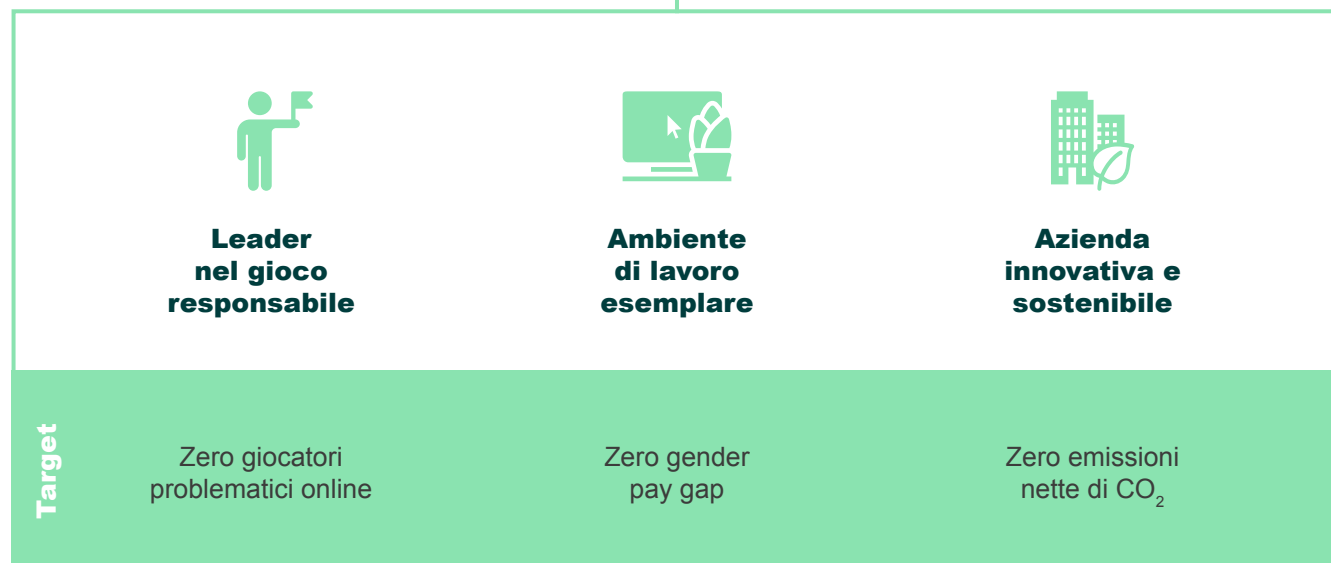 Leader
nel gioco
responsabile
Ambiente
di lavoro
esemplare
Azienda
innovativa e
sostenibile
Target
Zero giocatori
problematici online
Zero gender
pay gap
Zero emissioni
nette di CO₂